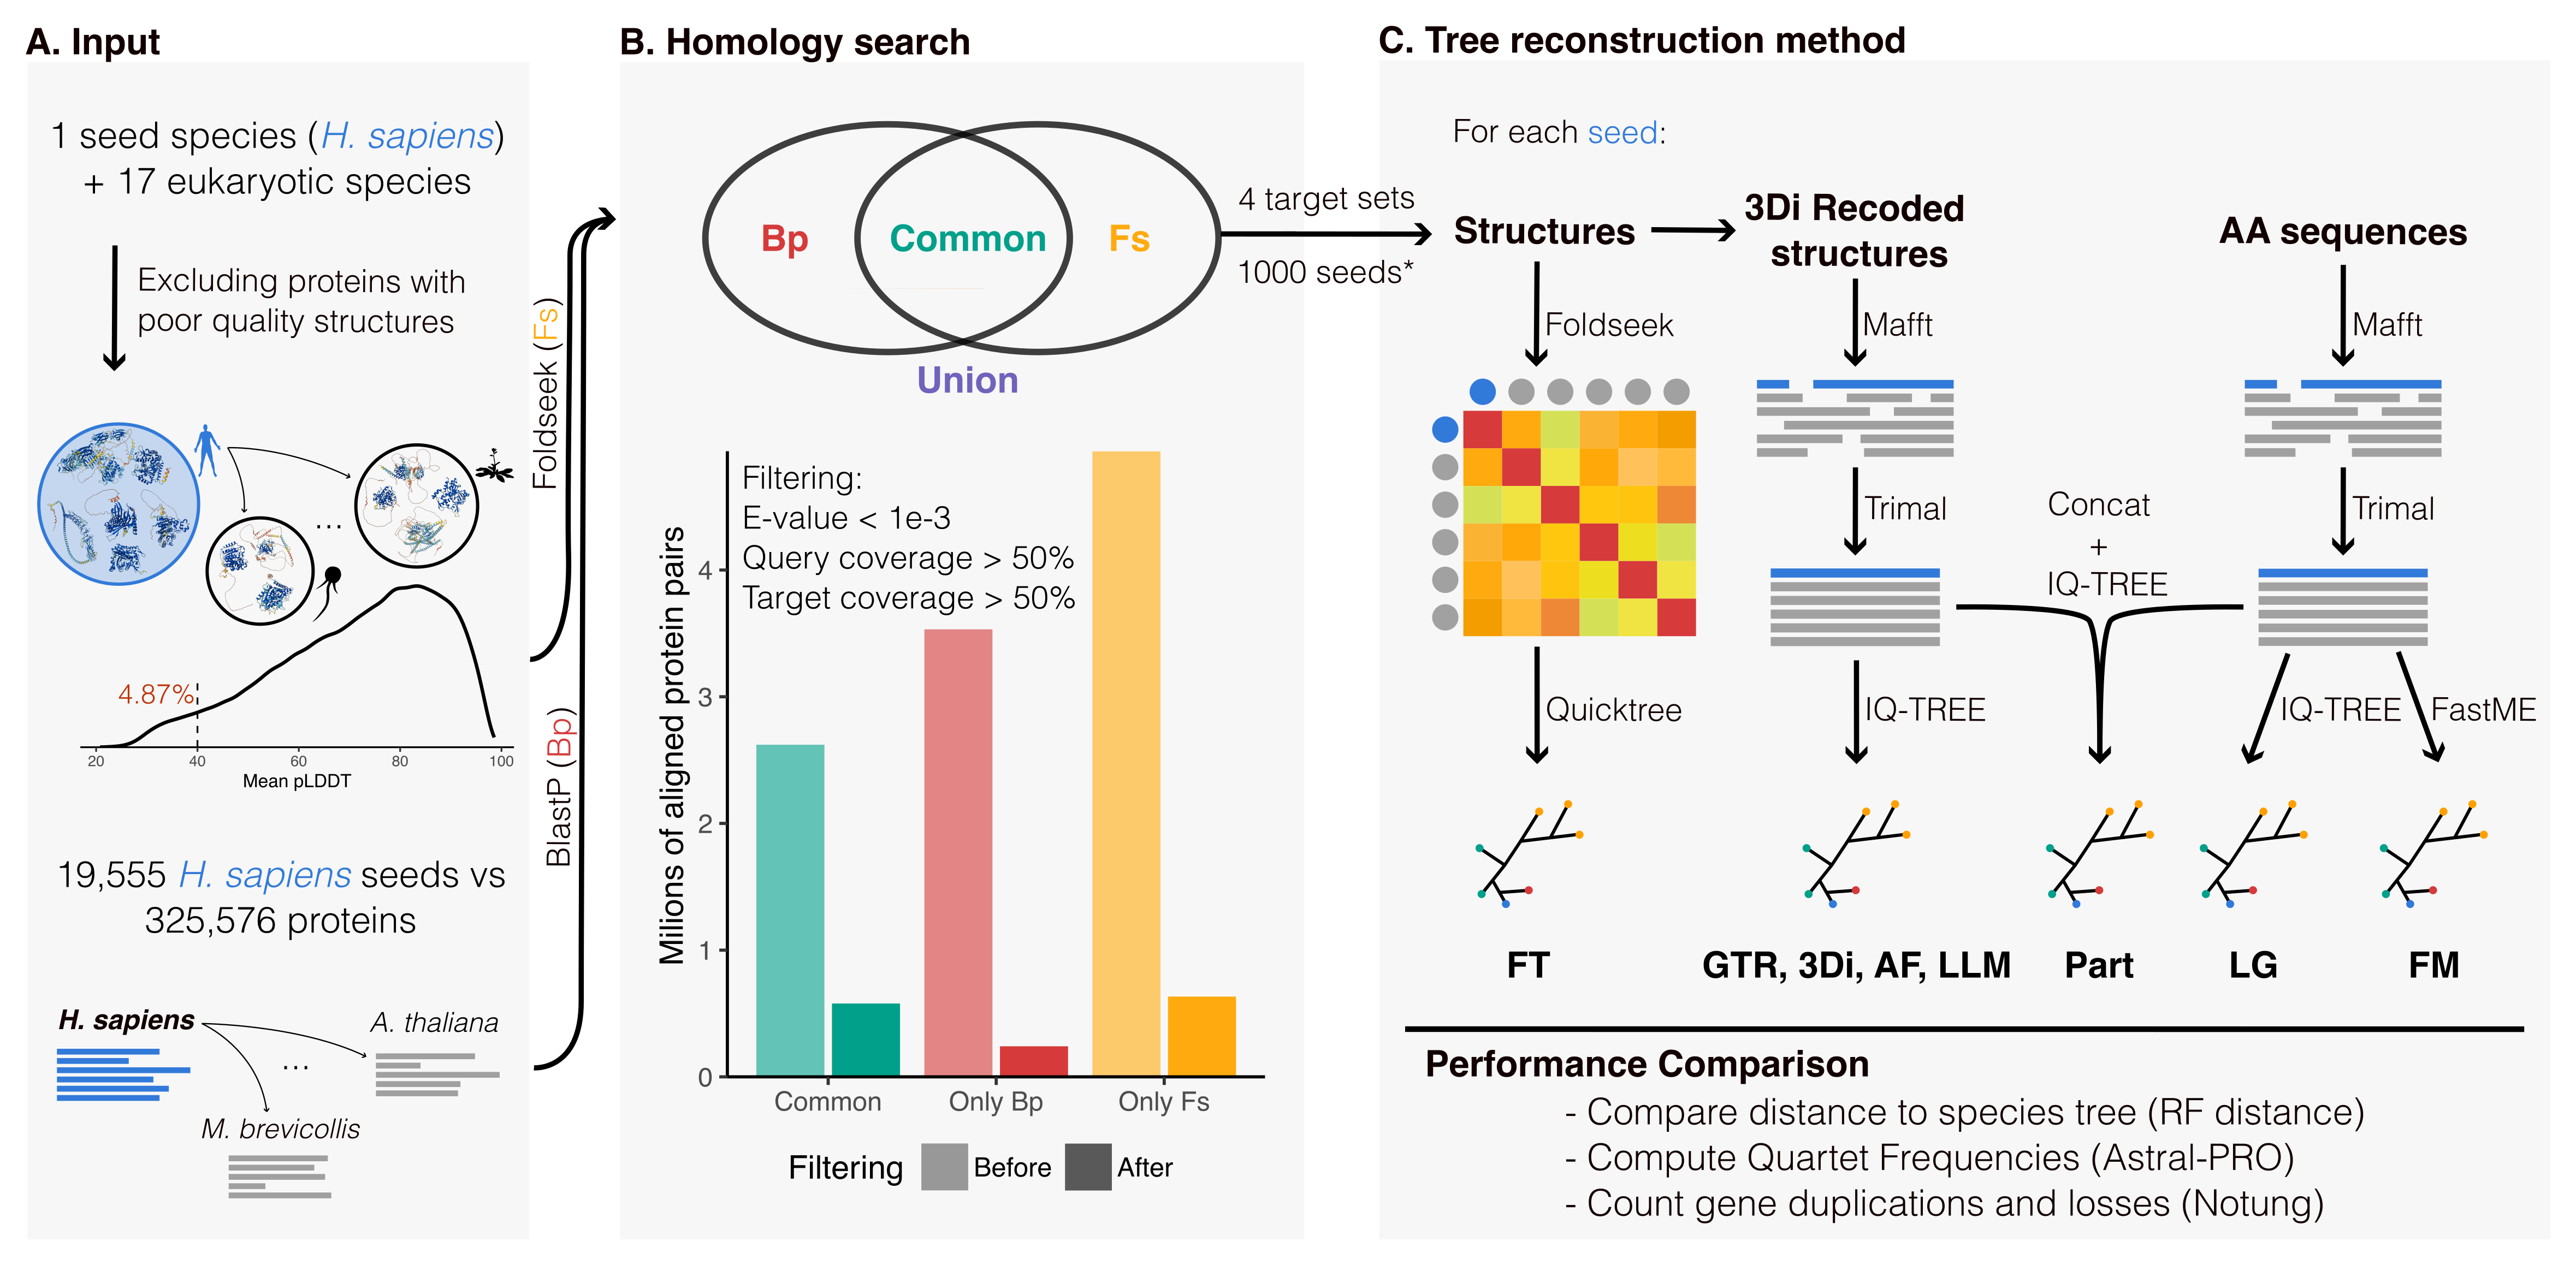 A. Input
1 seed species (H. sapiens)
+ 17 eukaryotic species
Excluding proteins with
poor quality structures
...
4.87%
20 40 60 80 100
Mean pLDDT
19,555 H. sapiens seeds vs
325,576 proteins
H. sapiens
A. thaliana
...
M. brevicollis
Foldseek (Fs)
BlastP (Bp)
B. Homology search
Bp Common Fs
Union
Filtering:
E-value < 1e-3
Query coverage > 50%
Target coverage > 50%
Milions of aligned protein pairs
4
3
2
1
0
Common Only Bp Only Fs
Filtering Before After
4 target sets
1000 seeds*
C. Tree reconstruction method
For each seed:
Structures
3Di Recoded
structures
AA sequences
Foldseek
Mafft
Mafft
Trimal
Concat
+
IQ-TREE
Trimal
Quicktree
IQ-TREE
IQ-TREE
FastME
FT
GTR, 3Di, AF, LLM
Part
LG
FM
Performance Comparison
- Compare distance to species tree (RF distance)
- Compute Quartet Frequencies (Astral-PRO)
- Count gene duplications and losses (Notung)